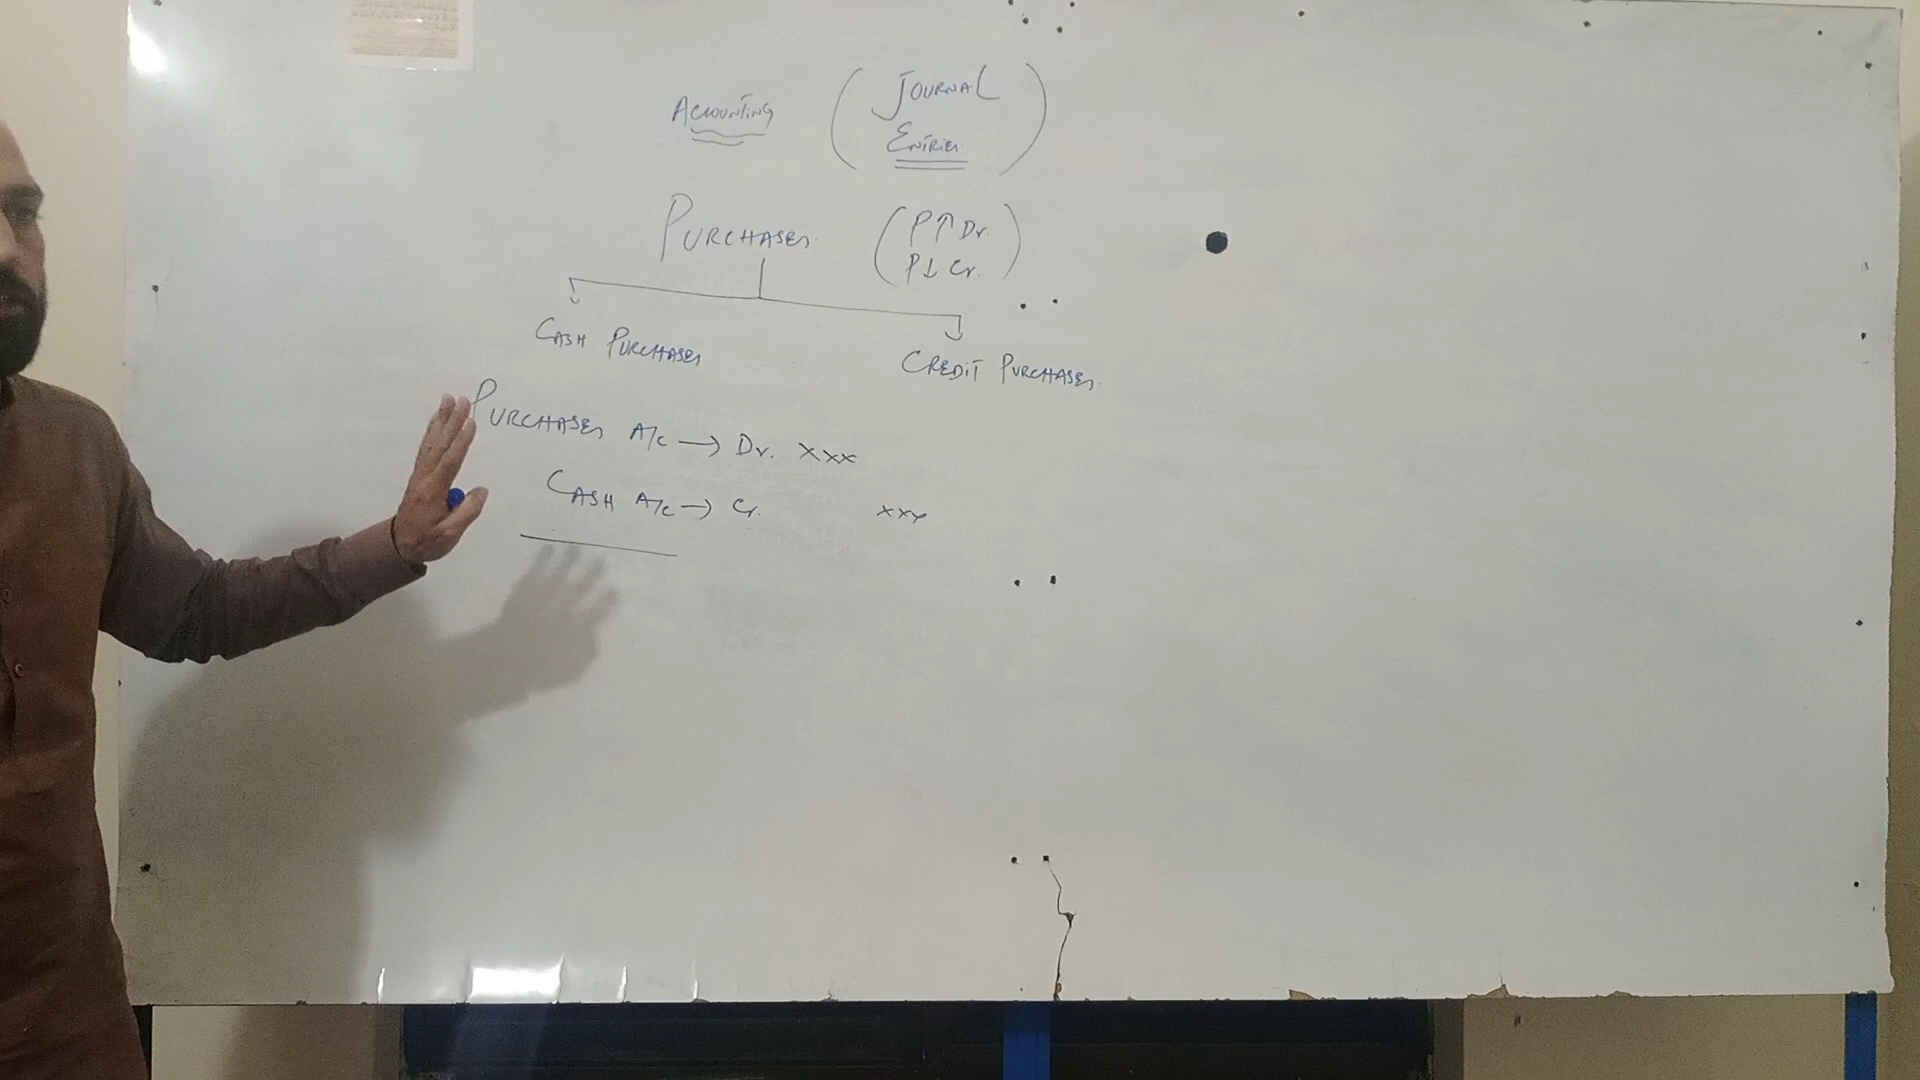 ACCOUNTING (JOURNAL ENTRIES)
PURCHASES (P↑ Dr.
P↓ Cr.)
CASH PURCHASES
CREDIT PURCHASES
PURCHASES A/c → Dr. xxx
CASH A/c → Cr. xxx